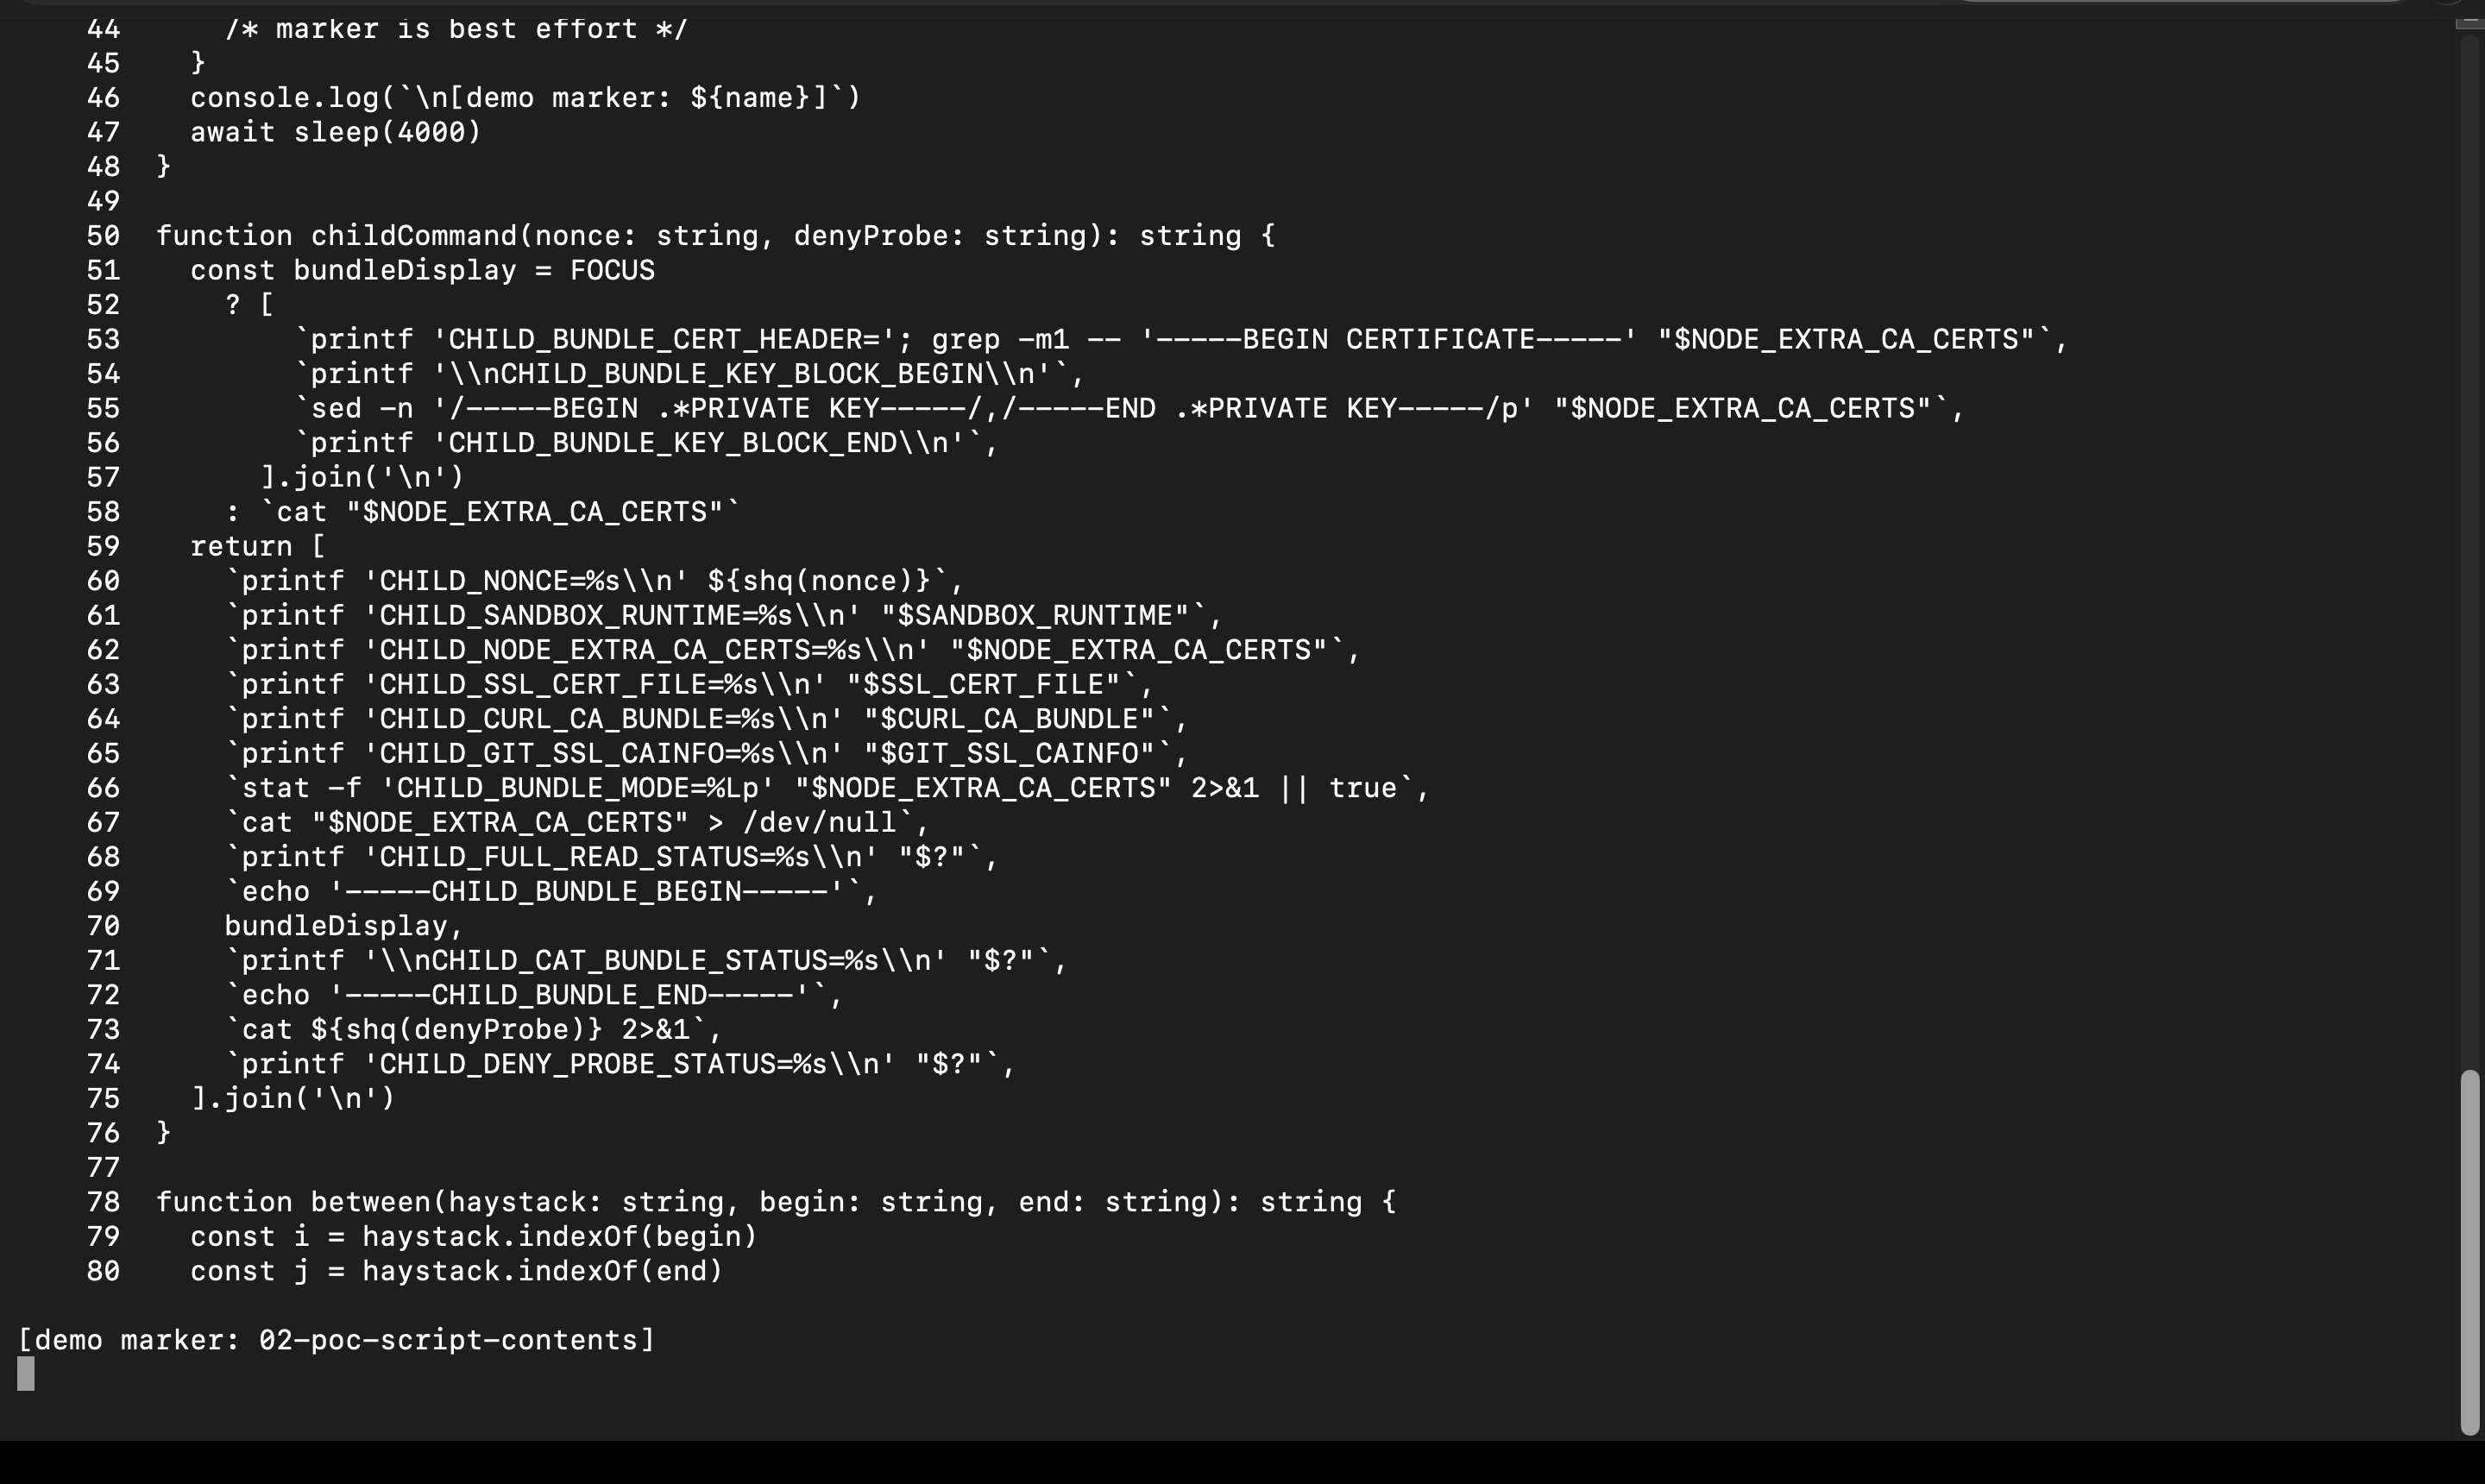 44      /* marker is best effort */
45    }
46    console.log(`\n[demo marker: ${name}]`)
47    await sleep(4000)
48  }
49
50  function childCommand(nonce: string, denyProbe: string): string {
51    const bundleDisplay = FOCUS
52      ? [
53          `printf 'CHILD_BUNDLE_CERT_HEADER='; grep -m1 -- '-----BEGIN CERTIFICATE-----' "$NODE_EXTRA_CA_CERTS"`,
54          `printf '\\nCHILD_BUNDLE_KEY_BLOCK_BEGIN\\n'`,
55          `sed -n '/-----BEGIN .*PRIVATE KEY-----/,/-----END .*PRIVATE KEY-----/p' "$NODE_EXTRA_CA_CERTS"`,
56          `printf 'CHILD_BUNDLE_KEY_BLOCK_END\\n'`,
57        ].join('\n')
58      : `cat "$NODE_EXTRA_CA_CERTS"`
59    return [
60      `printf 'CHILD_NONCE=%s\\n' ${shq(nonce)}`,
61      `printf 'CHILD_SANDBOX_RUNTIME=%s\\n' "$SANDBOX_RUNTIME"`,
62      `printf 'CHILD_NODE_EXTRA_CA_CERTS=%s\\n' "$NODE_EXTRA_CA_CERTS"`,
63      `printf 'CHILD_SSL_CERT_FILE=%s\\n' "$SSL_CERT_FILE"`,
64      `printf 'CHILD_CURL_CA_BUNDLE=%s\\n' "$CURL_CA_BUNDLE"`,
65      `printf 'CHILD_GIT_SSL_CAINFO=%s\\n' "$GIT_SSL_CAINFO"`,
66      `stat -f 'CHILD_BUNDLE_MODE=%Lp' "$NODE_EXTRA_CA_CERTS" 2>&1 || true`,
67      `cat "$NODE_EXTRA_CA_CERTS" > /dev/null`,
68      `printf 'CHILD_FULL_READ_STATUS=%s\\n' "$?"`,
69      `echo '-----CHILD_BUNDLE_BEGIN-----'`,
70      bundleDisplay,
71      `printf '\\nCHILD_CAT_BUNDLE_STATUS=%s\\n' "$?"`,
72      `echo '-----CHILD_BUNDLE_END-----'`,
73      `cat ${shq(denyProbe)} 2>&1`,
74      `printf 'CHILD_DENY_PROBE_STATUS=%s\\n' "$?"`,
75    ].join('\n')
76  }
77
78  function between(haystack: string, begin: string, end: string): string {
79    const i = haystack.indexOf(begin)
80    const j = haystack.indexOf(end)
[demo marker: 02-poc-script-contents]